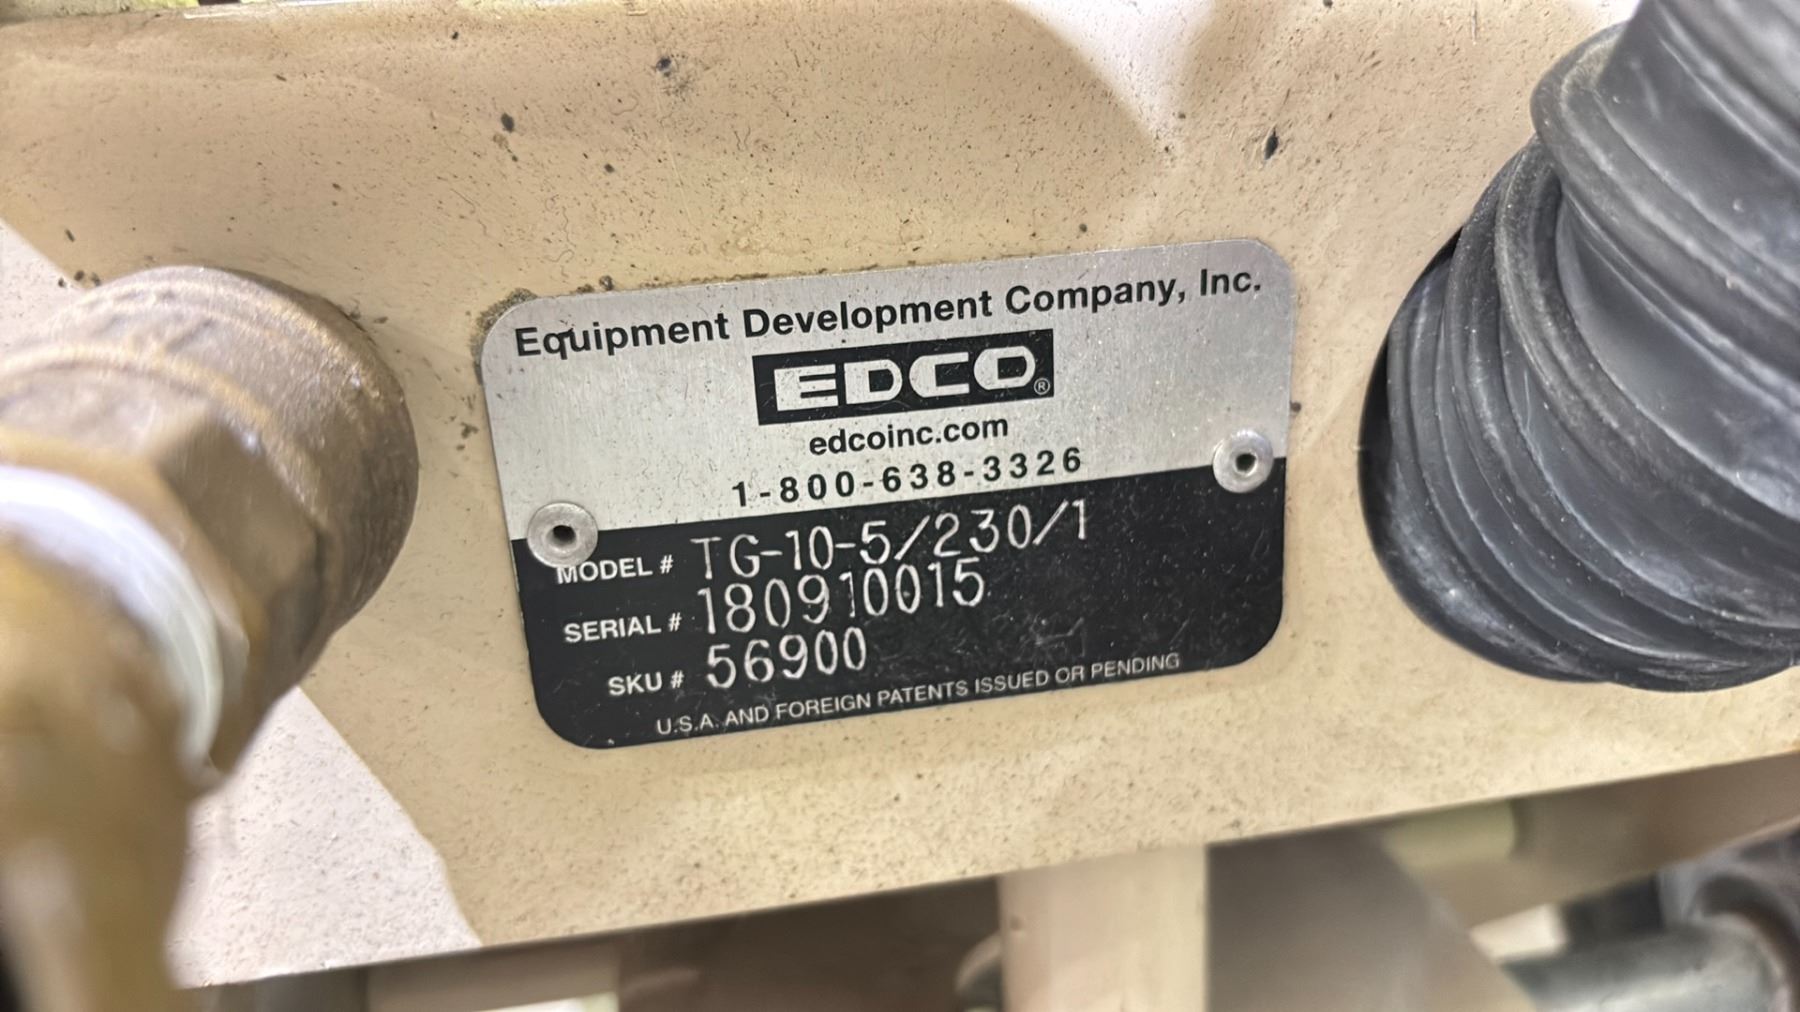 Equipment Development Company, Inc.
EDCO®
edcoinc.com
1-800-638-3326
MODEL # TG-10-5/230/1
SERIAL # 180910015
SKU # 56900
U.S.A. AND FOREIGN PATENTS ISSUED OR PENDING